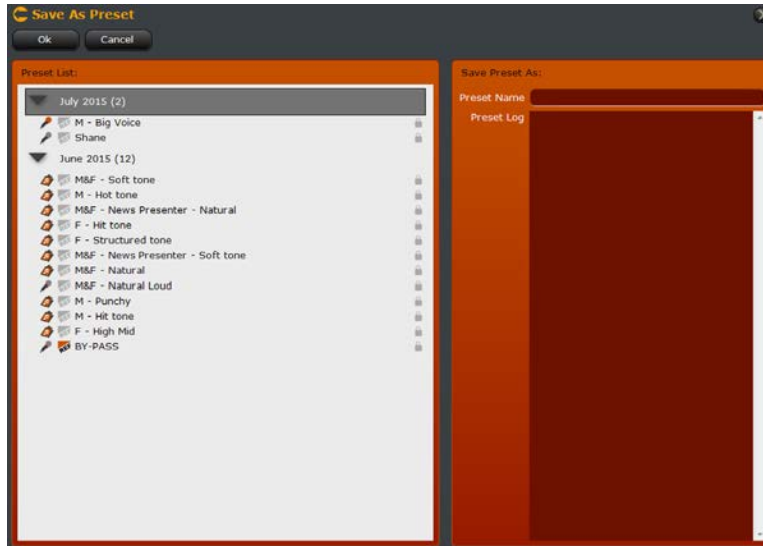 Save As Preset
Ok Cancel
Preset List:
July 2015 (2)
M - Big Voice
Shane
June 2015 (12)
M&F - Soft tone
M - Hot tone
M&F - News Presenter - Natural
F - Hit tone
F - Structured tone
M&F - News Presenter - Soft tone
M&F - Natural
M&F - Natural Loud
M - Punchy
M - Hit tone
F - High Mid
BY-PASS
Save Preset As:
Preset Name
Preset Log